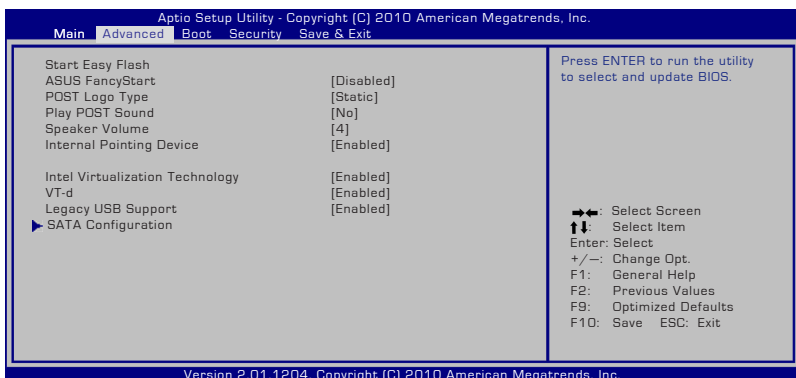 Aptio Setup Utility - Copyright (C) 2010 American Megatrends, Inc.
Main Advanced Boot Security Save & Exit
Start Easy Flash
ASUS FancyStart [Disabled]
POST Logo Type [Static]
Play POST Sound [No]
Speaker Volume [4]
Internal Pointing Device [Enabled]
Intel Virtualization Technology [Enabled]
VT-d [Enabled]
Legacy USB Support [Enabled]
SATA Configuration
Press ENTER to run the utility
to select and update BIOS.
→←: Select Screen
↑↓: Select Item
Enter: Select
+/—: Change Opt.
F1: General Help
F2: Previous Values
F9: Optimized Defaults
F10: Save ESC: Exit
Version 2.01.1204. Copyright (C) 2010 American Megatrends, Inc.